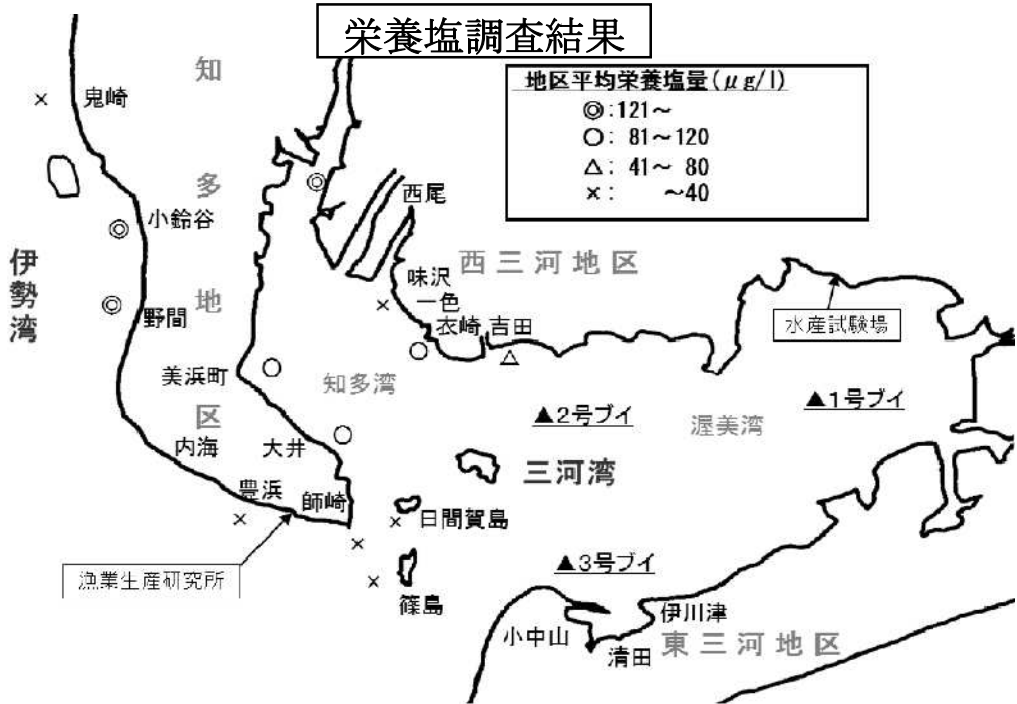 栄養塩調査結果
地区平均栄養塩量(μg/l)
◎:121~
○: 81~120
△: 41~ 80
×: ~40
知多地区
鬼崎
小鈴谷
伊勢湾
野間
美浜町
内海
大井
豊浜
師崎
漁業生産研究所
西尾
西三河地区
味沢
一色
衣崎
吉田
水産試験場
知多湾
▲2号ブイ
▲1号ブイ
渥美湾
三河湾
日間賀島
▲3号ブイ
篠島
小中山
清田
伊川津
東三河地区